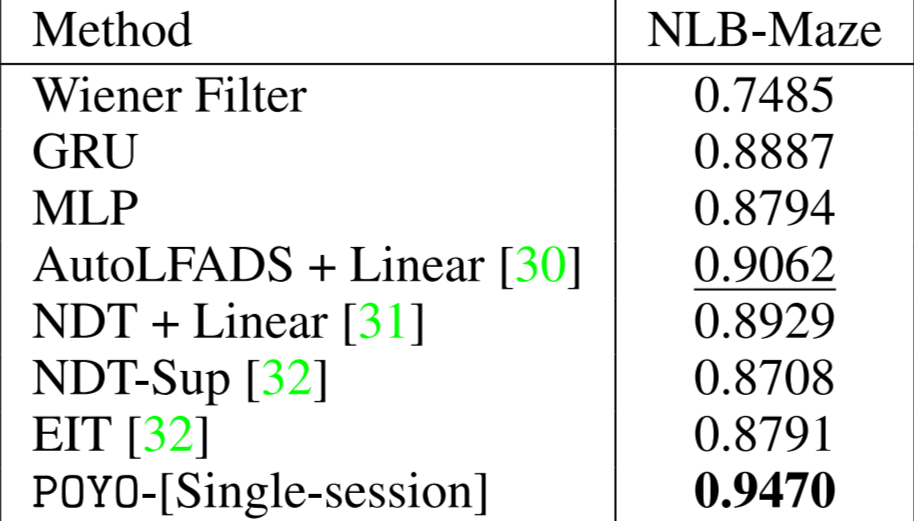 Method NLB-Maze
Wiener Filter 0.7485
GRU 0.8887
MLP 0.8794
AutoLFADS + Linear [30] 0.9062
NDT + Linear [31] 0.8929
NDT-Sup [32] 0.8708
EIT [32] 0.8791
POYO-[Single-session] 0.9470